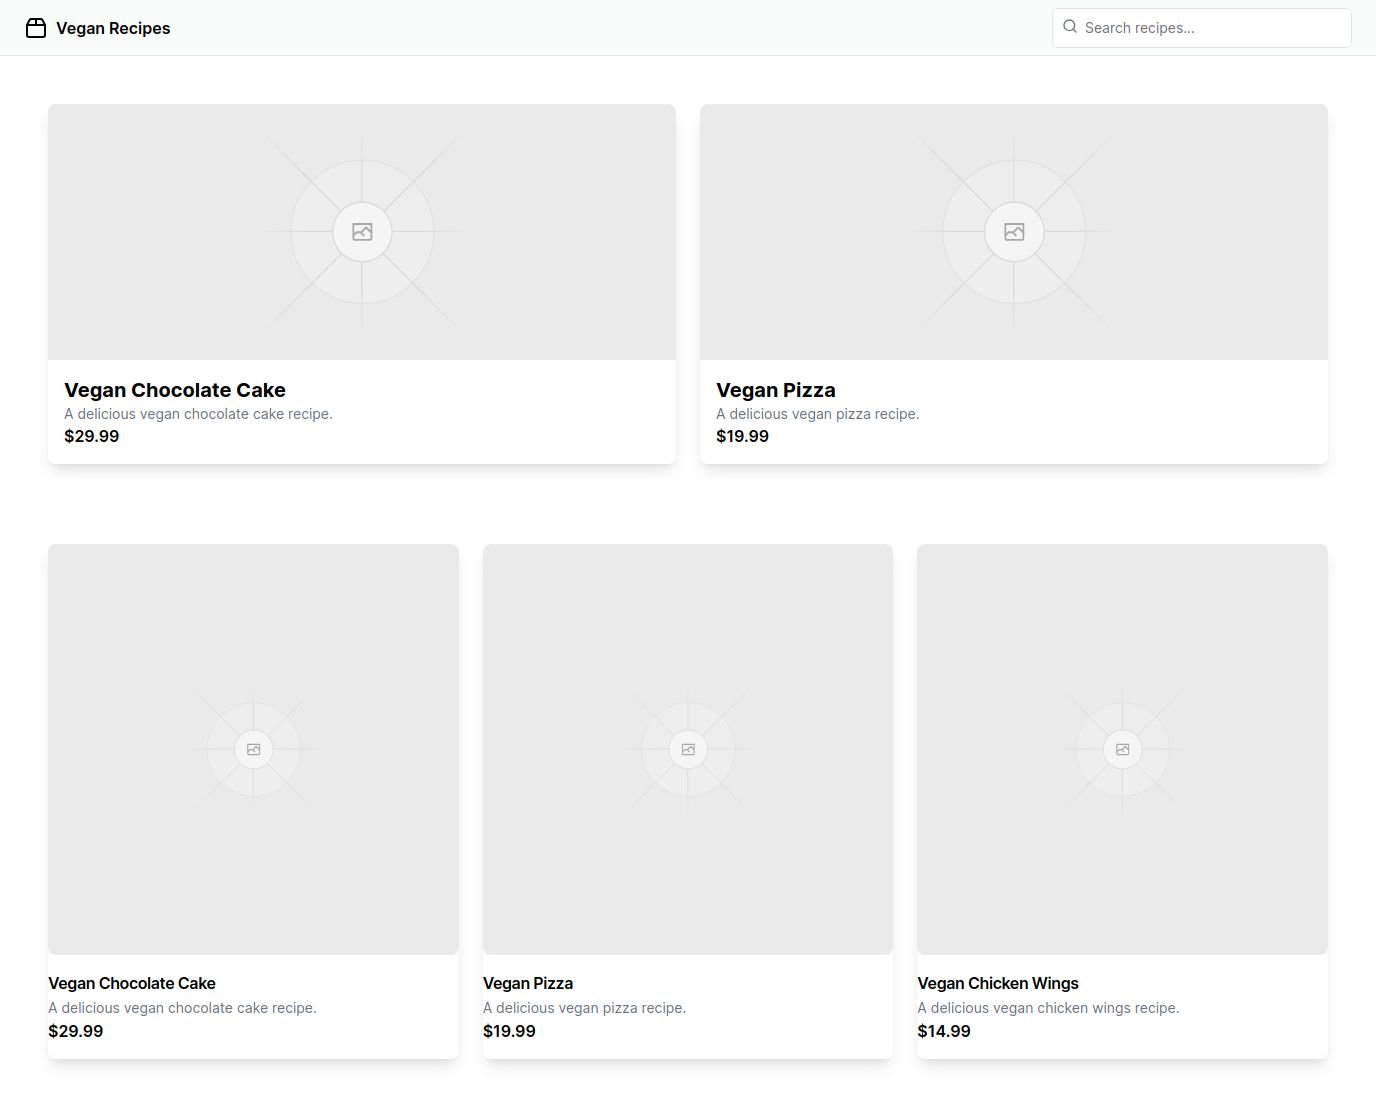 Vegan Recipes
Search recipes...
Vegan Chocolate Cake
A delicious vegan chocolate cake recipe.
$29.99
Vegan Pizza
A delicious vegan pizza recipe.
$19.99
Vegan Chocolate Cake
A delicious vegan chocolate cake recipe.
$29.99
Vegan Pizza
A delicious vegan pizza recipe.
$19.99
Vegan Chicken Wings
A delicious vegan chicken wings recipe.
$14.99